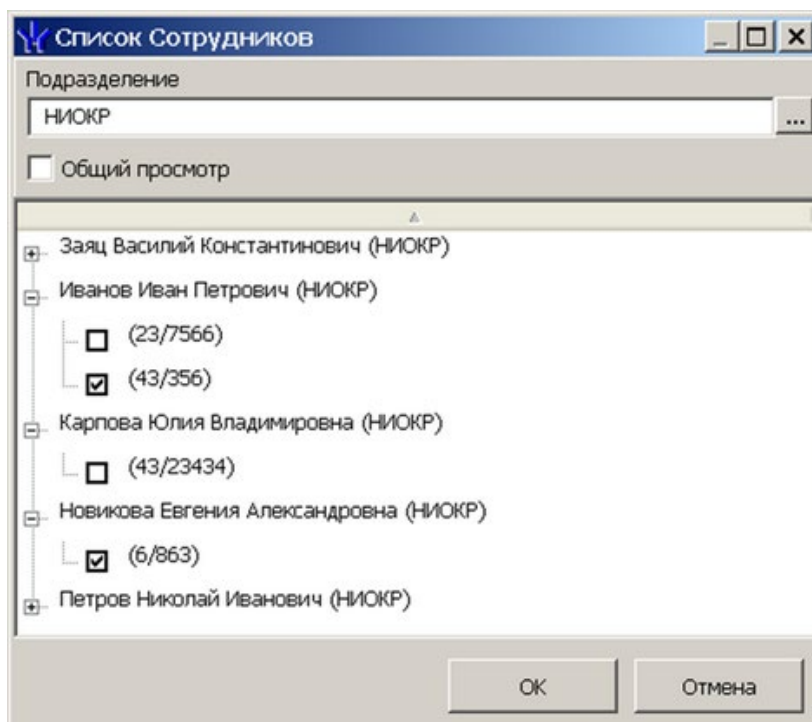 Список Сотрудников
Подразделение
НИОКР
...
Общий просмотр
Заяц Василий Константинович (НИОКР)
Иванов Иван Петрович (НИОКР)
(23/7566)
(43/356)
Карпова Юлия Владимировна (НИОКР)
(43/23434)
Новикова Евгения Александровна (НИОКР)
(6/863)
Петров Николай Иванович (НИОКР)
ОК
Отмена